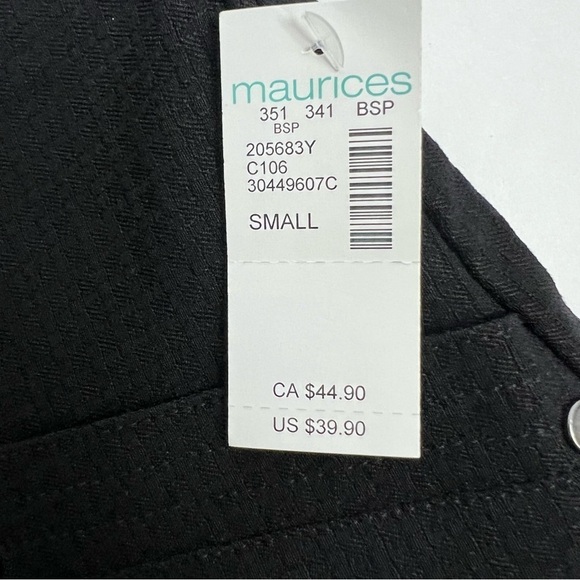 maurices
351 341 BSP
BSP
205683Y
C106
30449607C
SMALL
CA $44.90
US $39.90